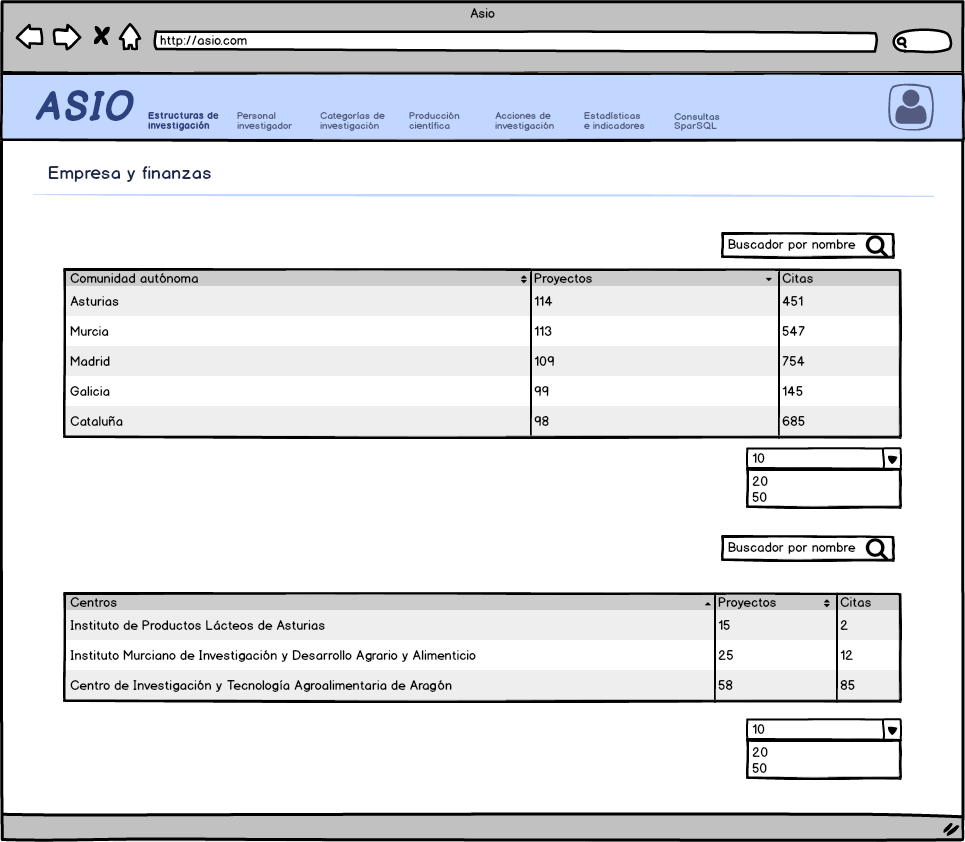 Asio
http://asio.com
ASIO
Estructuras de investigación
Personal investigador
Categorías de investigación
Producción científica
Acciones de investigación
Estadísticas e indicadores
Consultas SparSQL
Empresa y finanzas
Buscador por nombre
Comunidad autónoma Proyectos Citas
Asturias 114 451
Murcia 113 547
Madrid 109 754
Galicia 99 145
Cataluña 98 685
10
20
50
Buscador por nombre
Centros Proyectos Citas
Instituto de Productos Lácteos de Asturias 15 2
Instituto Murciano de Investigación y Desarrollo Agrario y Alimenticio 25 12
Centro de Investigación y Tecnología Agroalimentaria de Aragón 58 85
10
20
50